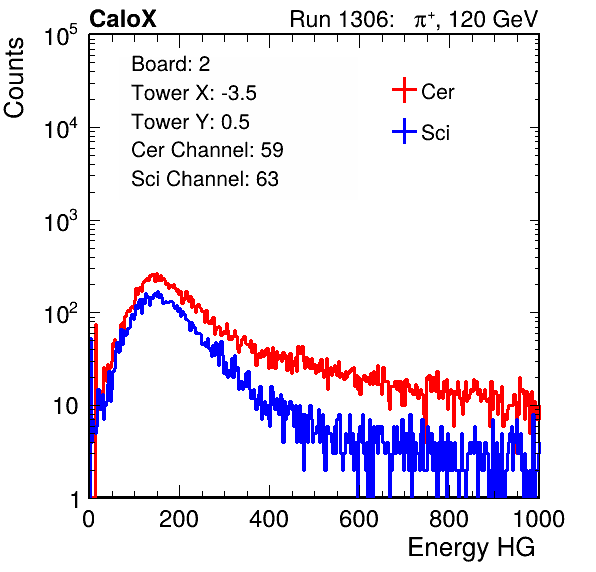 CaloX Run 1306: π⁺, 120 GeV
Counts
Board: 2
Tower X: -3.5
Tower Y: 0.5
Cer Channel: 59
Sci Channel: 63
Cer
Sci
10⁵
10⁴
10³
10²
10
1
0 200 400 600 800 1000
Energy HG